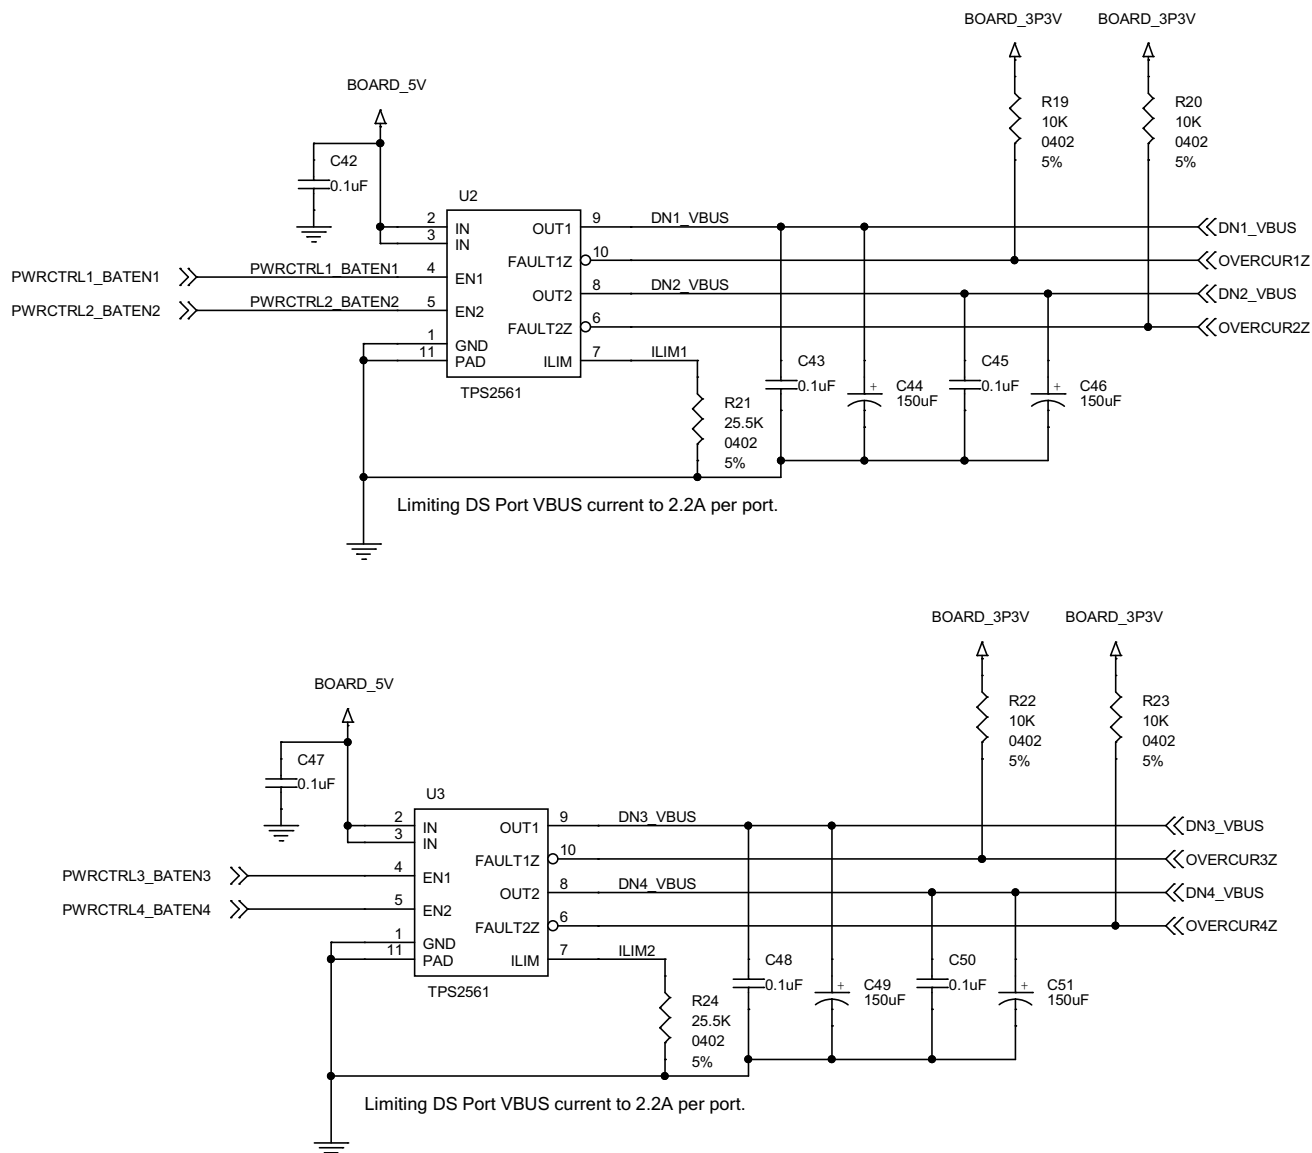 BOARD_3P3V BOARD_3P3V
BOARD_5V
R19
10K
0402
5%
R20
10K
0402
5%
C42
0.1uF
U2
2 IN
3 IN
4 EN1
5 EN2
1 GND
11 PAD
OUT1 9
FAULT1Z 10
OUT2 8
FAULT2Z 6
ILIM 7
TPS2561
PWRCTRL1_BATEN1 PWRCTRL1_BATEN1
PWRCTRL2_BATEN2 PWRCTRL2_BATEN2
DN1_VBUS DN1_VBUS
OVERCUR1Z
DN2_VBUS DN2_VBUS
OVERCUR2Z
ILIM1
R21
25.5K
0402
5%
C43
0.1uF
+
C44
150uF
C45
0.1uF
+
C46
150uF
Limiting DS Port VBUS current to 2.2A per port.
BOARD_3P3V BOARD_3P3V
BOARD_5V
R22
10K
0402
5%
R23
10K
0402
5%
C47
0.1uF
U3
2 IN
3 IN
4 EN1
5 EN2
1 GND
11 PAD
OUT1 9
FAULT1Z 10
OUT2 8
FAULT2Z 6
ILIM 7
TPS2561
PWRCTRL3_BATEN3
PWRCTRL4_BATEN4
DN3_VBUS DN3_VBUS
OVERCUR3Z
DN4_VBUS DN4_VBUS
OVERCUR4Z
ILIM2
R24
25.5K
0402
5%
C48
0.1uF
+
C49
150uF
C50
0.1uF
+
C51
150uF
Limiting DS Port VBUS current to 2.2A per port.